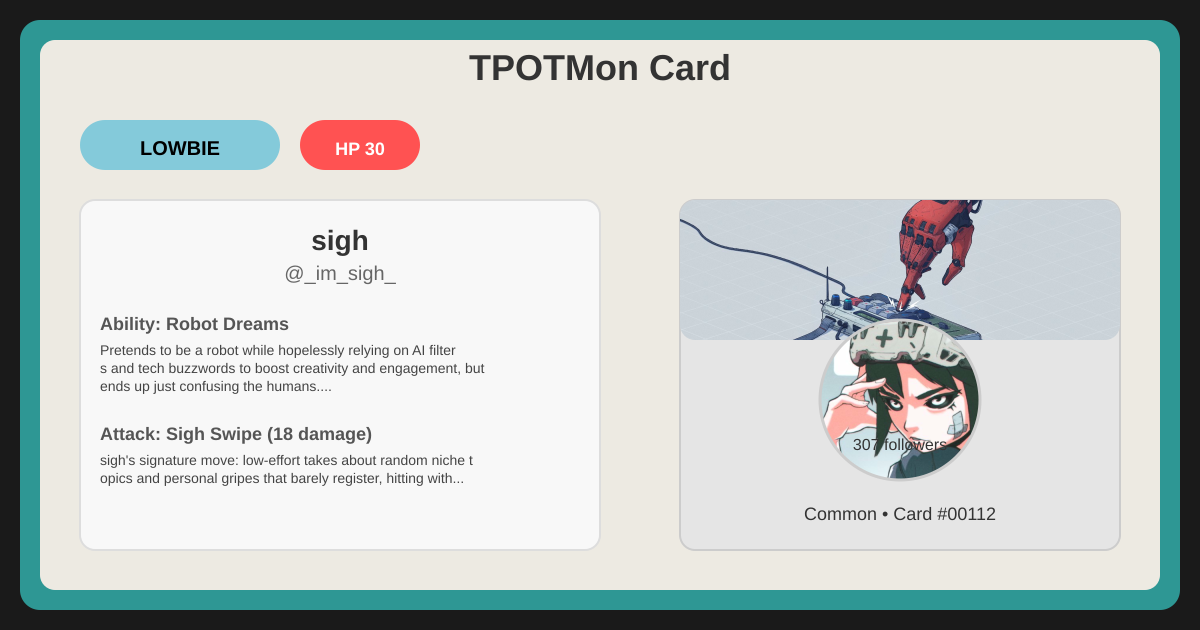 TPOTMon Card
LOWBIE
HP 30
sigh
@_im_sigh_
Ability: Robot Dreams
Pretends to be a robot while hopelessly relying on AI filter
s and tech buzzwords to boost creativity and engagement, but
ends up just confusing the humans....
Attack: Sigh Swipe (18 damage)
sigh's signature move: low-effort takes about random niche t
opics and personal gripes that barely register, hitting with...
307 followers
Common • Card #00112